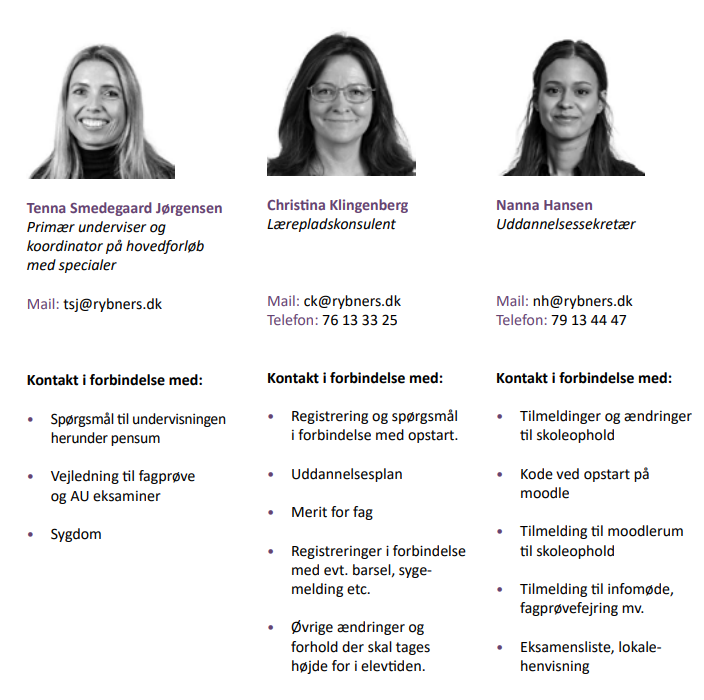 Tenna Smedegaard Jørgensen
Primær underviser og
koordinator på hovedforløb
med specialer
Mail: tsj@rybners.dk
Kontakt i forbindelse med:
• Spørgsmål til undervisningen
herunder pensum
• Vejledning til fagprøve
og AU eksaminer
• Sygdom
Christina Klingenberg
Lærepladskonsulent
Mail: ck@rybners.dk
Telefon: 76 13 33 25
Kontakt i forbindelse med:
• Registrering og spørgsmål
i forbindelse med opstart.
• Uddannelsesplan
• Merit for fag
• Registreringer i forbindelse
med evt. barsel, syge-
melding etc.
• Øvrige ændringer og
forhold der skal tages
højde for i elevtiden.
Nanna Hansen
Uddannelsessekretær
Mail: nh@rybners.dk
Telefon: 79 13 44 47
Kontakt i forbindelse med:
• Tilmeldinger og ændringer
til skoleophold
• Kode ved opstart på
moodle
• Tilmelding til moodlerum
til skoleophold
• Tilmelding til infomøde,
fagprøvefejring mv.
• Eksamensliste, lokale-
henvisning